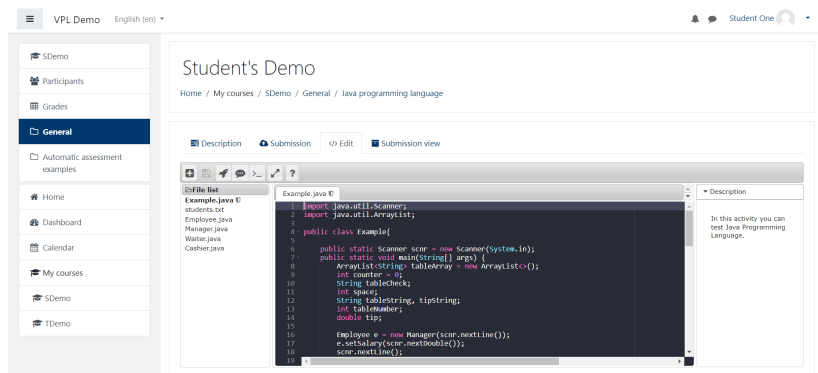 VPL Demo English (en)
Student One
SDemo
Participants
Grades
General
Automatic assessment
examples
Home
Dashboard
Calendar
My courses
SDemo
TDemo
Student's Demo
Home / My courses / SDemo / General / Java programming language
Description Submission </> Edit Submission view
File list
Example.java
students.txt
Employee.java
Manager.java
Waiter.java
Cashier.java
Example.java
1 import java.util.Scanner;
2 import java.util.ArrayList;
3
4 public class Example{
5
6 public static Scanner scnr = new Scanner(System.in);
7 public static void main(String[] args) {
8 ArrayList<String> tableArray = new ArrayList<>();
9 int counter = 0;
10 String tableCheck;
11 int space;
12 String tableString, tipString;
13 int tableNumber;
14 double tip;
15
16 Employee e = new Manager(scnr.nextLine());
17 e.setSalary(scnr.nextDouble());
18 scnr.nextLine();
19
Description
In this activity you can
test Java Programming
Language.